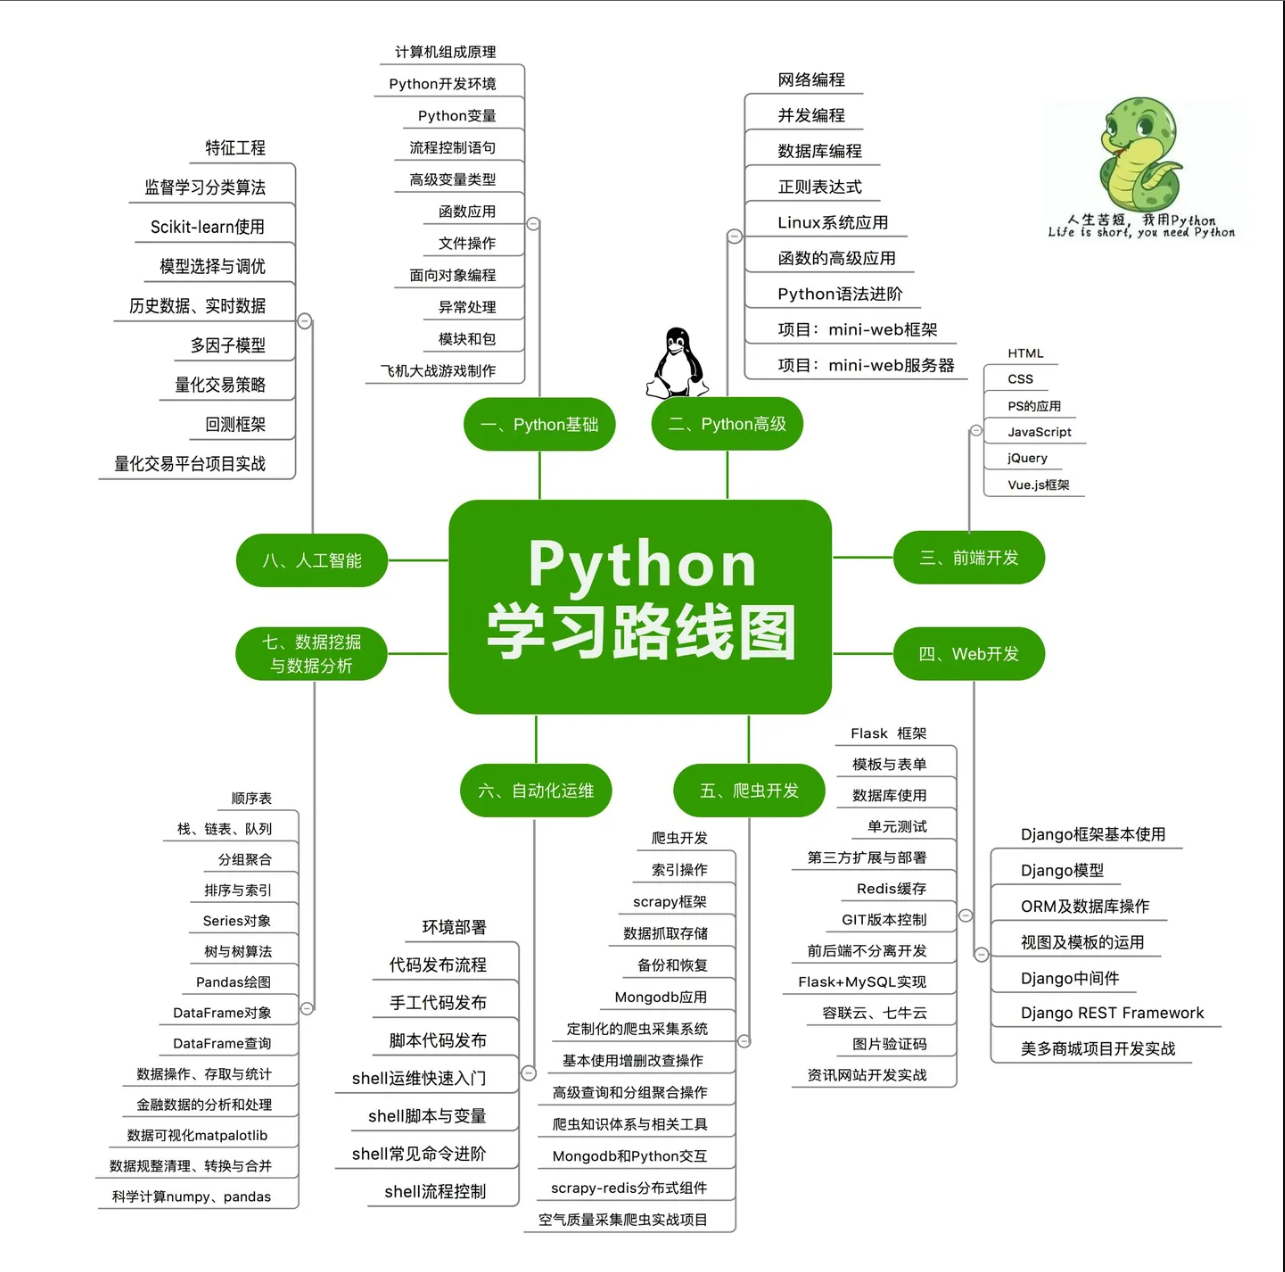 Python
学习路线图
一、Python基础
计算机组成原理
Python开发环境
Python变量
流程控制语句
高级变量类型
函数应用
文件操作
面向对象编程
异常处理
模块和包
飞机大战游戏制作
二、Python高级
网络编程
并发编程
数据库编程
正则表达式
Linux系统应用
函数的高级应用
Python语法进阶
项目：mini-web框架
项目：mini-web服务器
人生苦短，我用Python
Life is short, you need Python
三、前端开发
HTML
CSS
PS的应用
JavaScript
jQuery
Vue.js框架
四、Web开发
Flask 框架
模板与表单
数据库使用
单元测试
第三方扩展与部署
Redis缓存
GIT版本控制
前后端不分离开发
Flask+MySQL实现
容联云、七牛云
图片验证码
资讯网站开发实战
Django框架基本使用
Django模型
ORM及数据库操作
视图及模板的运用
Django中间件
Django REST Framework
美多商城项目开发实战
五、爬虫开发
爬虫开发
索引操作
scrapy框架
数据抓取存储
备份和恢复
Mongodb应用
定制化的爬虫采集系统
基本使用增删改查操作
高级查询和分组聚合操作
爬虫知识体系与相关工具
Mongodb和Python交互
scrapy-redis分布式组件
空气质量采集爬虫实战项目
六、自动化运维
环境部署
代码发布流程
手工代码发布
脚本代码发布
shell运维快速入门
shell脚本与变量
shell常见命令进阶
shell流程控制
七、数据挖掘
与数据分析
顺序表
栈、链表、队列
分组聚合
排序与索引
Series对象
树与树算法
Pandas绘图
DataFrame对象
DataFrame查询
数据操作、存取与统计
金融数据的分析和处理
数据可视化matpalotlib
数据规整清理、转换与合并
科学计算numpy、pandas
八、人工智能
特征工程
监督学习分类算法
Scikit-learn使用
模型选择与调优
历史数据、实时数据
多因子模型
量化交易策略
回测框架
量化交易平台项目实战